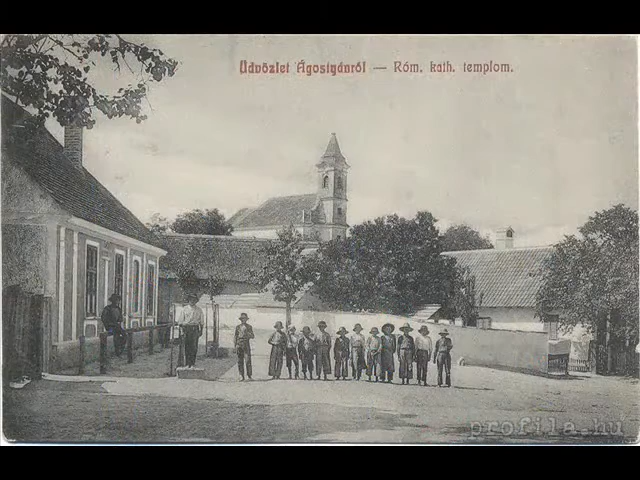 Üdvözlet Ágostyánról — Róm. kath. templom.
profila.hu